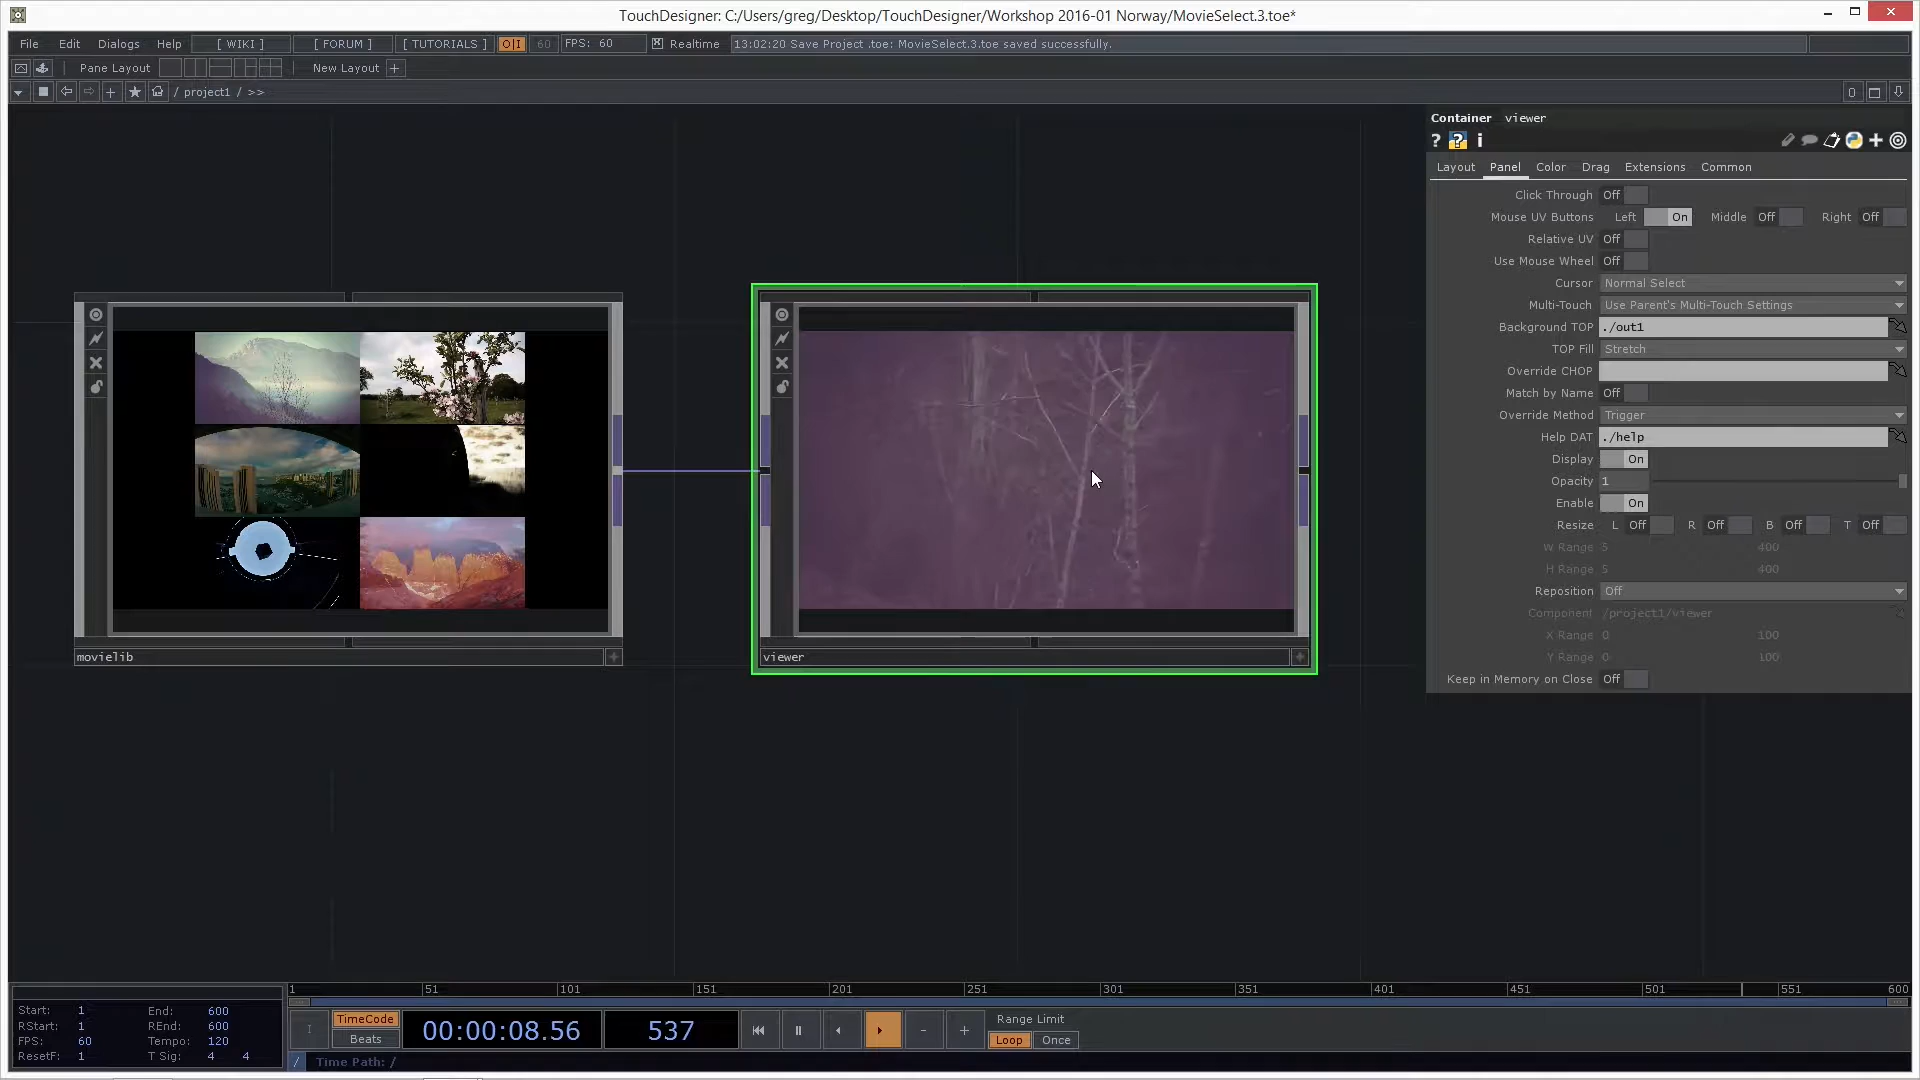 TouchDesigner: C:/Users/greg/Desktop/TouchDesigner/Workshop 2016-01 Norway/MovieSelect.3.toe*
File Edit Dialogs Help [ WIKI ] [ FORUM ] [ TUTORIALS ] O|I 60 FPS: 60 Realtime 13:02:20 Save Project .toe: MovieSelect.3.toe saved successfully.
Pane Layout New Layout +
/ project1 / >> 0
Container viewer
? ? i
Layout Panel Color Drag Extensions Common
Click Through Off
Mouse UV Buttons Left On Middle Off Right Off
Relative UV Off
Use Mouse Wheel Off
Cursor Normal Select
Multi-Touch Use Parent's Multi-Touch Settings
Background TOP ./out1
TOP Fill Stretch
Override CHOP
Match by Name Off
Override Method Trigger
Help DAT ./help
Display On
Opacity 1
Enable On
Resize L Off R Off B Off T Off
W Range 5 400
H Range 5 400
Reposition Off
Component /project1/viewer
X Range 0 100
Y Range 0 100
Keep in Memory on Close Off
movielib
viewer
1 51 101 151 201 251 301 351 401 451 501 551 600
Start: 1 End: 600
RStart: 1 REnd: 600
FPS: 60 Tempo: 120
ResetF: 1 T Sig: 4 4
TimeCode
Beats
00:00:08.56
537
- +
Range Limit
Loop Once
/ Time Path: /